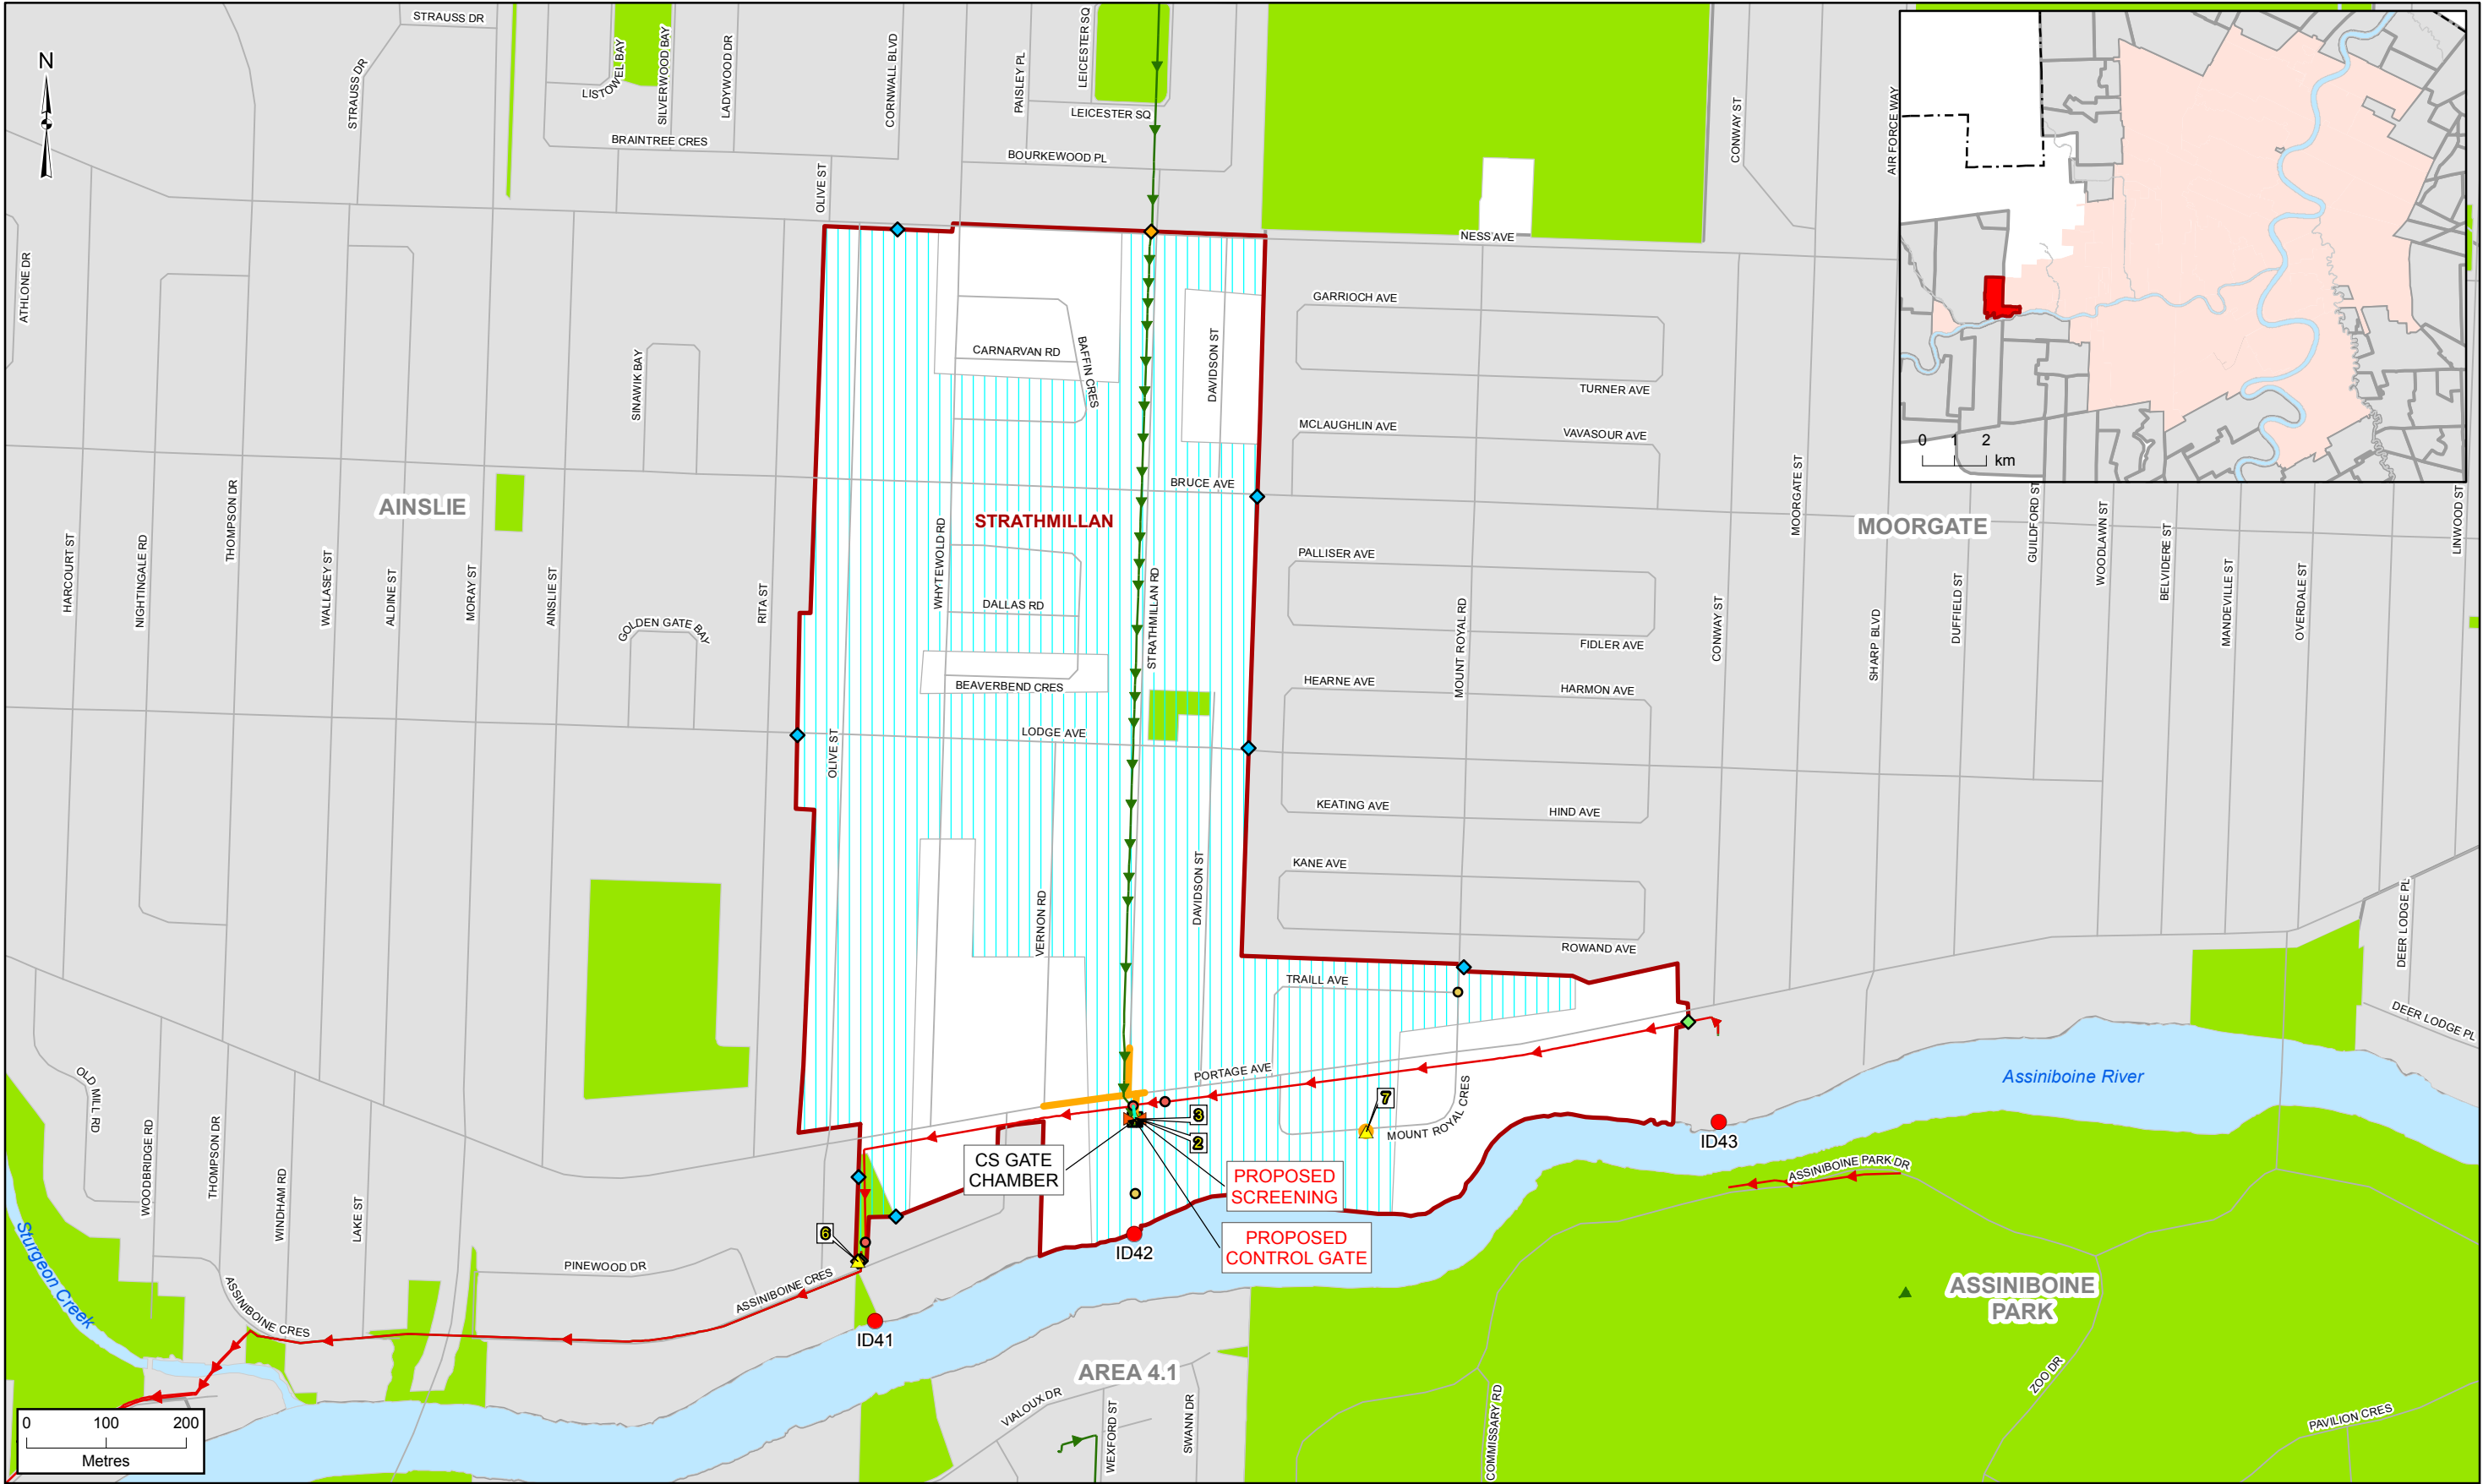 STRAUSS DR
STRAUSS DR
LISTOWEL BAY
SILVERWOOD BAY
LADYWOOD DR
CORNWALL BLVD
PAISLEY PL
LEICESTER SQ
LEICESTER SQ
BRAINTREE CRES
BOURKEWOOD PL
OLIVE ST
CONWAY ST
AIR FORCE WAY
N
NESS AVE
0 1 2
km
ATHLONE DR
GARRIOCH AVE
CARNARVAN RD
BAFFIN CRES
DAVIDSON ST
TURNER AVE
SINAWIK BAY
MCLAUGHLIN AVE
VAVASOUR AVE
BRUCE AVE
AINSLIE
STRATHMILLAN
MOORGATE
MOORGATE ST
GUILDFORD ST
LINWOOD ST
HARCOURT ST
NIGHTINGALE RD
THOMPSON DR
WALLASEY ST
ALDINE ST
MORAY ST
AINSLIE ST
RITA ST
WHYTEWOLD RD
STRATHMILLAN RD
PALLISER AVE
MOUNT ROYAL RD
CONWAY ST
SHARP BLVD
DUFFIELD ST
WOODLAWN ST
BELVIDERE ST
MANDEVILLE ST
OVERDALE ST
DALLAS RD
GOLDEN GATE BAY
FIDLER AVE
BEAVERBEND CRES
HEARNE AVE
HARMON AVE
LODGE AVE
OLIVE ST
KEATING AVE
HIND AVE
KANE AVE
VERNON RD
DAVIDSON ST
ROWAND AVE
DEER LODGE PL
DEER LODGE PL
TRAILL AVE
PORTAGE AVE
OLD MILL RD
WOODBRIDGE RD
THOMPSON DR
WINDHAM RD
LAKE ST
7
3
2
MOUNT ROYAL CRES
Assiniboine River
ID43
CS GATE
CHAMBER
PROPOSED
SCREENING
ASSINIBOINE PARK DR
6
ID42
PROPOSED
CONTROL GATE
Sturgeon Creek
PINEWOOD DR
ASSINIBOINE CRES
ASSINIBOINE CRES
ASSINIBOINE
PARK
ID41
AREA 4.1
VIALOUX DR
WEXFORD ST
SWANN DR
COMMISSARY RD
ZOO DR
PAVILION CRES
0 100 200
Metres